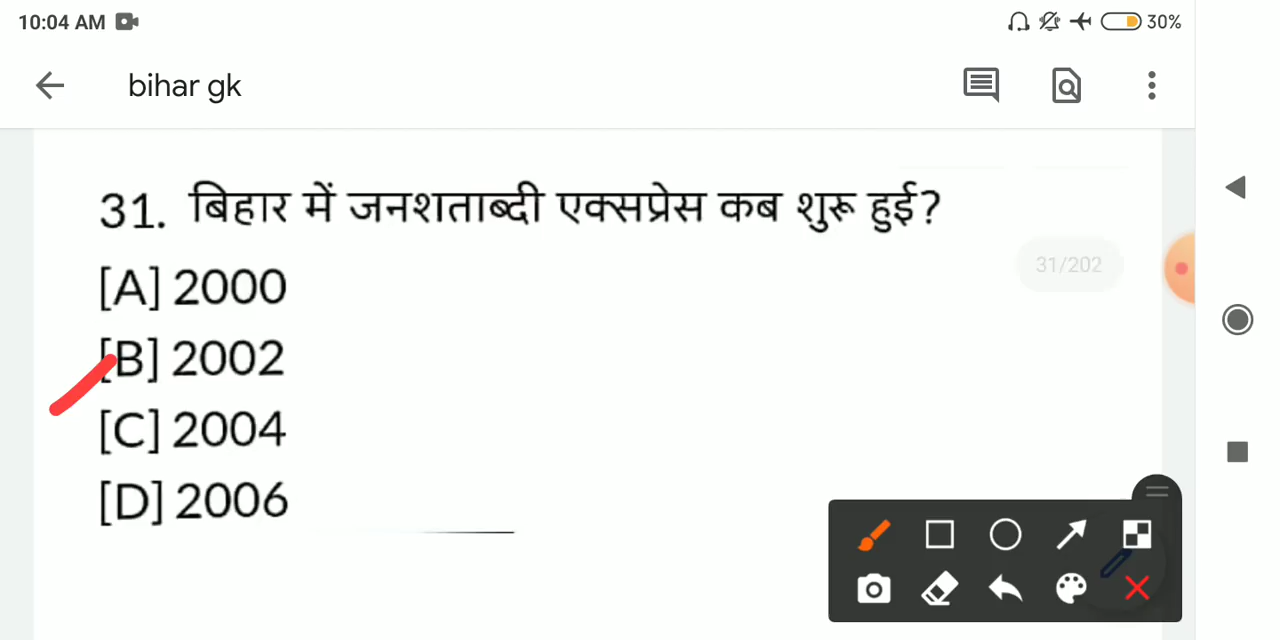 10:04 AM
30%
bihar gk
31. बिहार में जनशताब्दी एक्सप्रेस कब शुरू हुई?
31/202
[A] 2000
[B] 2002
[C] 2004
[D] 2006